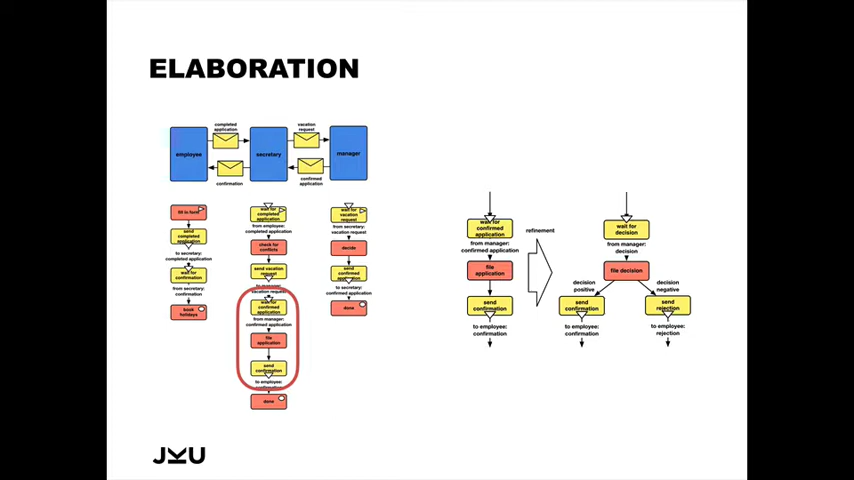 ELABORATION
completed
application
vacation
request
employee
secretary
manager
confirmation
confirmed
application
fill in form
send
completed
application
to secretary:
completed application
wait for
confirmation
from secretary:
confirmation
book
holidays
wait for
completed
application
from employee:
completed application
check for
conflicts
send vacation
request
to manager:
vacation request
wait for
confirmed
application
from manager:
confirmed application
file
application
send
confirmation
to employee:
confirmation
done
wait for
vacation
request
from secretary:
vacation request
decide
send
confirmed
application
to secretary:
confirmed application
done
wait for
confirmed
application
from manager:
confirmed application
file
application
send
confirmation
to employee:
confirmation
refinement
wait for
decision
from manager:
decision
file decision
decision
positive
decision
negative
send
confirmation
to employee:
confirmation
send
rejection
to employee:
rejection
JKU